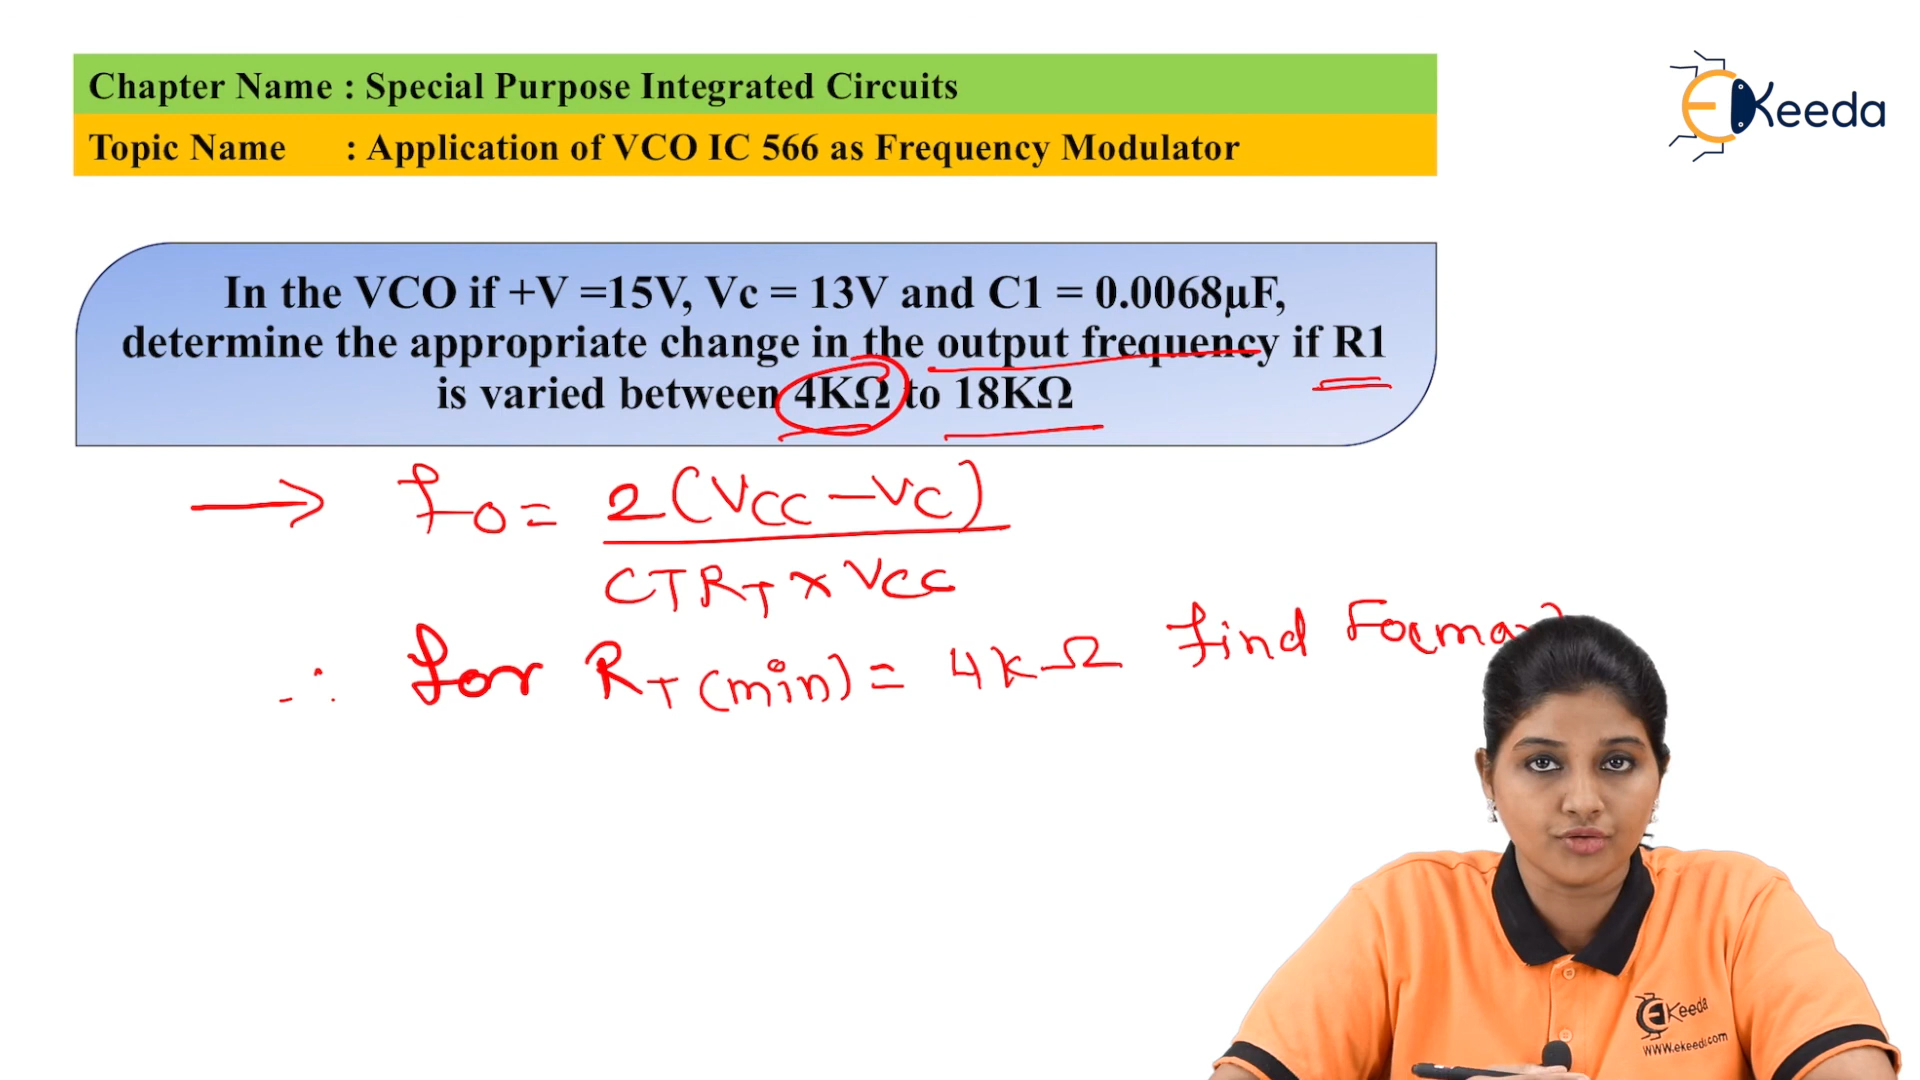 Chapter Name : Special Purpose Integrated Circuits
Topic Name : Application of VCO IC 566 as Frequency Modulator
EKeeda
In the VCO if +V =15V, Vc = 13V and C1 = 0.0068μF,
determine the appropriate change in the output frequency if R1
is varied between 4KΩ to 18KΩ
→ fo = 2(VCC - VC)
CTRT × VCC
∴ for RT(min) = 4kΩ find Fo(max)
EKeeda
www.ekeeda.com